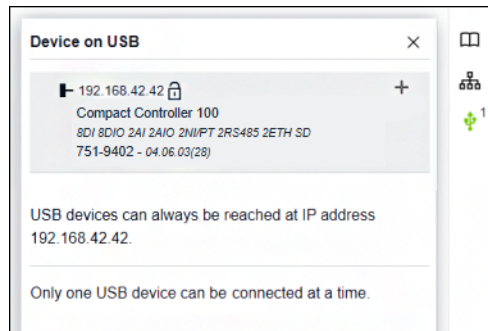 Device on USB
192.168.42.42
Compact Controller 100
8DI 8DIO 2AI 2AIO 2NI/PT 2RS485 2ETH SD
751-9402 - 04.06.03(28)
1
USB devices can always be reached at IP address
192.168.42.42.
Only one USB device can be connected at a time.